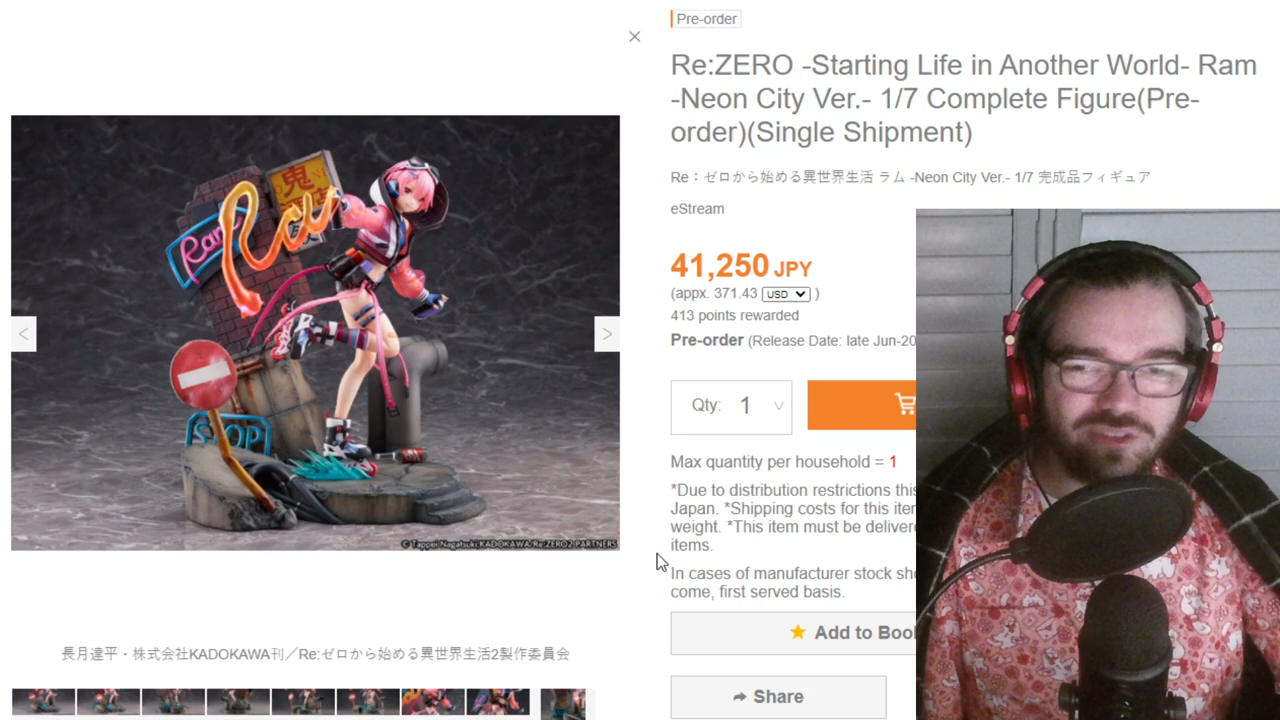 Pre-order
Re:ZERO -Starting Life in Another World- Ram
-Neon City Ver.- 1/7 Complete Figure(Pre-
order)(Single Shipment)
Re：ゼロから始める異世界生活 ラム -Neon City Ver.- 1/7 完成品フィギュア
eStream
41,250 JPY
(appx. 371.43 USD )
413 points rewarded
Pre-order (Release Date: late Jun-20
Qty: 1
Max quantity per household = 1
*Due to distribution restrictions this
Japan. *Shipping costs for this iter
weight. *This item must be delivere
items.
In cases of manufacturer stock sho
come, first served basis.
Add to Boo
Share
鬼
Ram
Ra
STOP
© Tappei Nagatsuki,KADOKAWA/Re:ZERO2 PARTNERS
長月達平・株式会社KADOKAWA刊／Re:ゼロから始める異世界生活2製作委員会